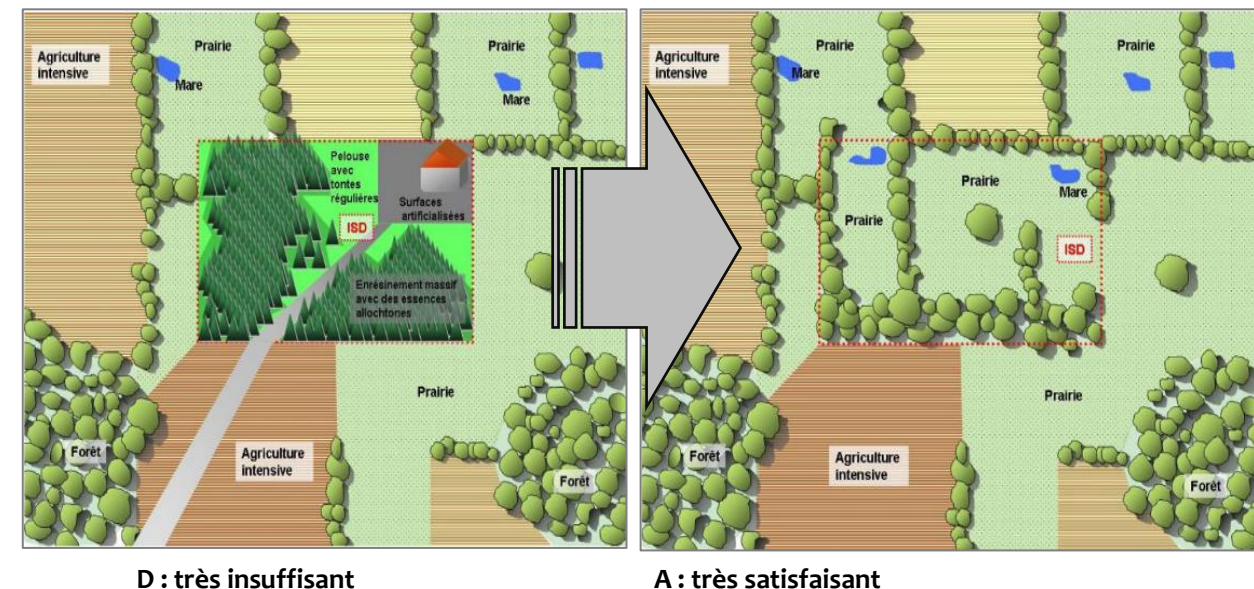 Agriculture
intensive
Prairie
Mare
Prairie
Mare
Pelouse
avec
tontes
régulières
Surfaces
artificialisées
ISD
Enrésinement massif
avec des essences
allochtones
Prairie
Forêt
Agriculture
intensive
Forêt
D : très insuffisant
Agriculture
intensive
Prairie
Mare
Prairie
Mare
Prairie
Mare
Prairie
ISD
Prairie
Forêt
Agriculture
intensive
Forêt
A : très satisfaisant